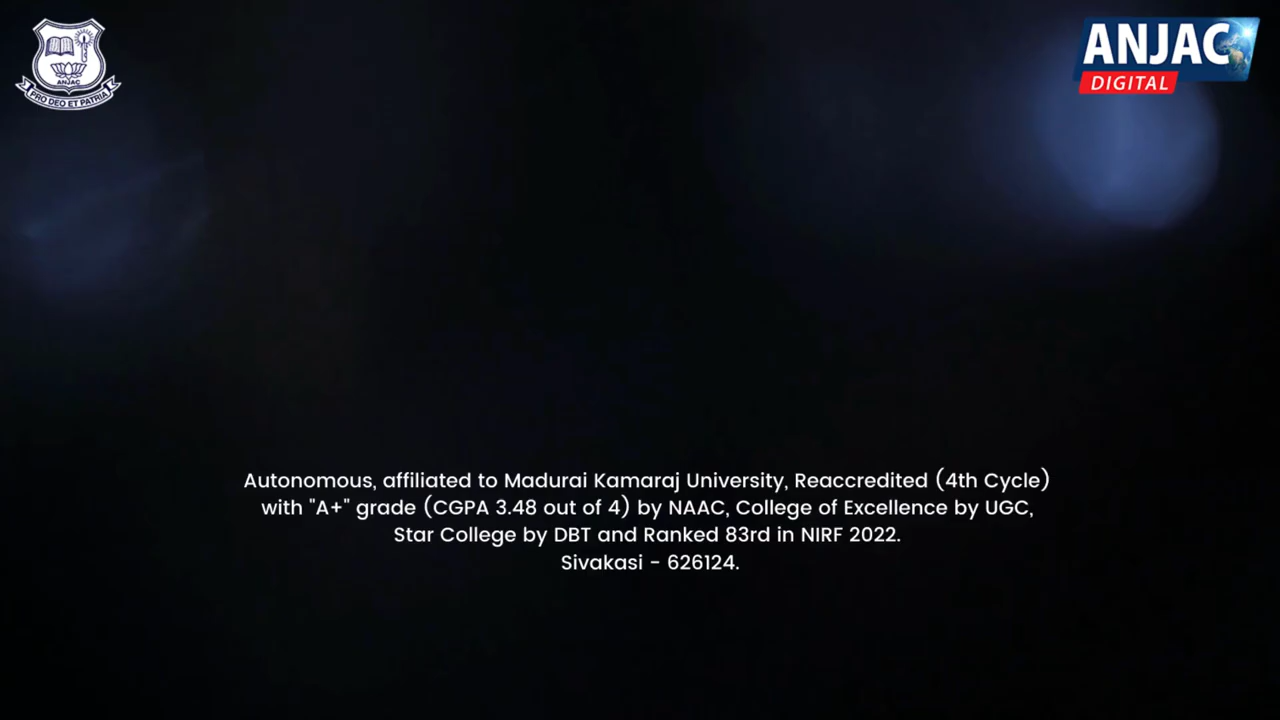 ANJAC
PRO DEO ET PATRIA
ANJAC
DIGITAL
Autonomous, affiliated to Madurai Kamaraj University, Reaccredited (4th Cycle)
with "A+" grade (CGPA 3.48 out of 4) by NAAC, College of Excellence by UGC,
Star College by DBT and Ranked 83rd in NIRF 2022.
Sivakasi - 626124.